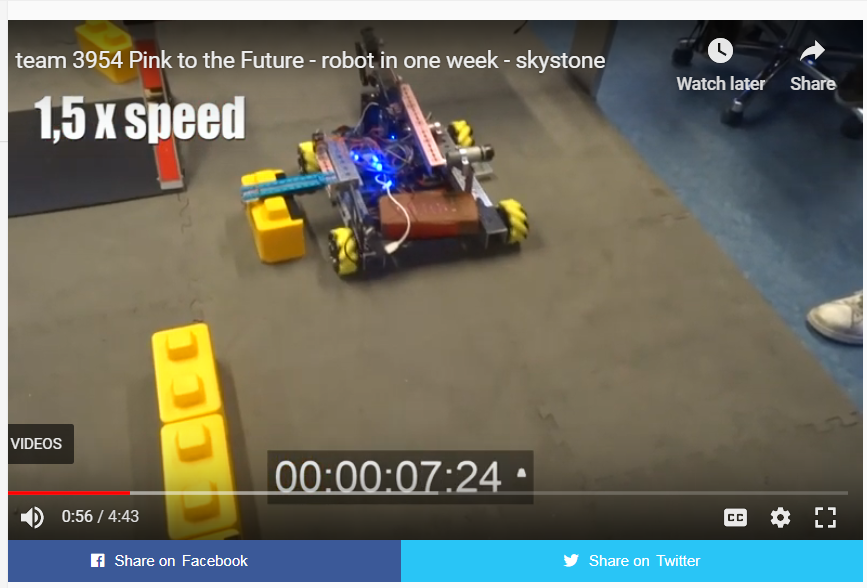 team 3954 Pink to the Future - robot in one week - skystone
Watch later
Share
1,5 x speed
VIDEOS
00:00:07:24
0:56 / 4:43
CC
Share on Facebook
Share on Twitter